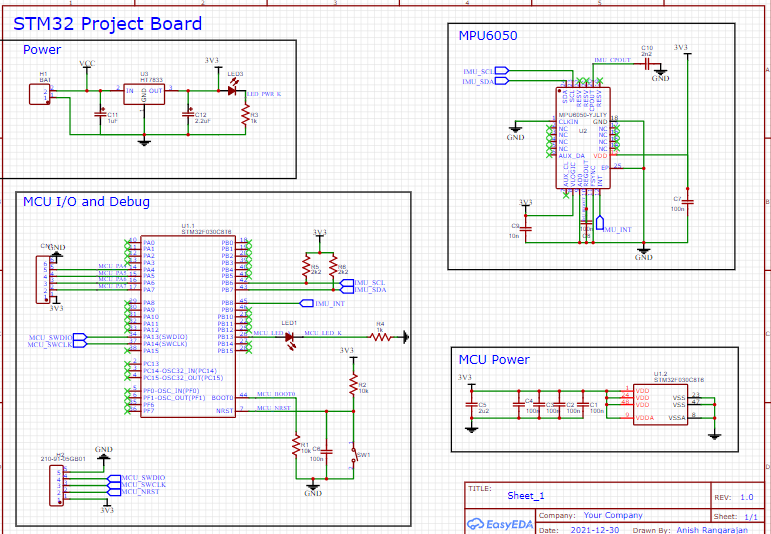 STM32 Project Board
Power
H1
BAT
VCC
U3
HT7833
IN
OUT
GND
C11
1uF
C12
2.2uF
3V3
LED3
LED_PWR_K
R3
1k
MPU6050
IMU_SCL
IMU_SDA
IMU_CPOUT
C10
2n2
GND
3V3
SDA
SCL
RESV
RESV
CPOUT
RESV
MPU6050-YJLTY
U2
CLKIN
NC
NC
NC
NC
AUX_DA
GND
NC
NC
NC
NC
VDD
EP
25
AUX_CL
VLOGIC
AD0
REGOUT
FSYNC
INT
GND
3V3
C9
10n
IMU_INT
C7
100n
GND
MCU I/O and Debug
U1.1
STM32F030C8T6
GND
MCU_PA4
MCU_PA5
MCU_PA6
MCU_PA7
3V3
PA0
PA1
PA2
PA3
PA4
PA5
PA6
PA7
PA8
PA9
PA10
PA11
PA12
PA13(SWDIO)
PA14(SWCLK)
PA15
PC13
PC14-OSC32_IN(PC14)
PC15-OSC32_OUT(PC15)
PF0-OSC_IN(PF0)
PF1-OSC_OUT(PF1)
PF6
PF7
PB0
PB1
PB2
PB3
PB4
PB5
PB6
PB7
PB8
PB9
PB10
PB11
PB12
PB13
PB14
PB15
BOOT0
NRST
44
7
MCU_SWDIO
MCU_SWCLK
3V3
R5
2k2
R6
2k2
IMU_SCL
IMU_SDA
IMU_INT
MCU_LED
LED1
MCU_LED_K
R4
1k
3V3
R2
10k
MCU_BOOT0
MCU_NRST
R1
10k
C6
100n
SW1
GND
H2
210-91-05GB01
GND
MCU_SWDIO
MCU_SWCLK
MCU_NRST
3V3
MCU Power
3V3
C5
2u2
C4
100n
C3
100n
C2
100n
C1
100n
U1.2
STM32F030C8T6
VDD
VDD
VDD
VDDA
VSS
VSS
VSSA
TITLE:
Sheet_1
REV: 1.0
EasyEDA
Company: Your Company
Sheet: 1/1
Date: 2021-12-30
Drawn By: Anish Rangarajan